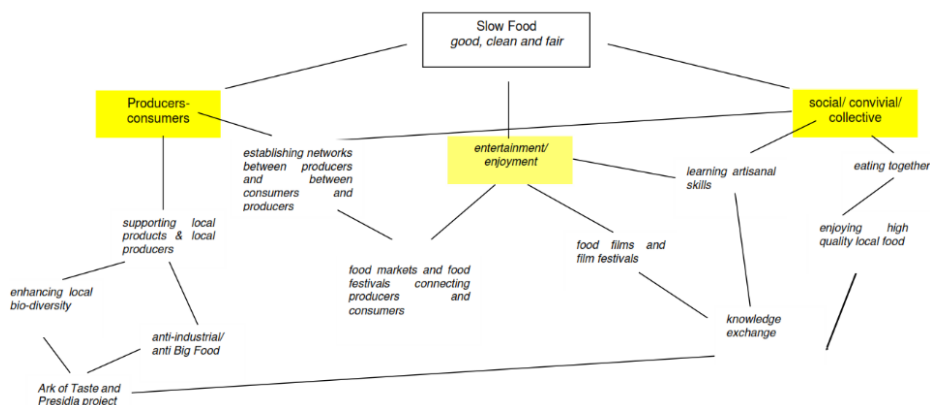 Slow Food
good, clean and fair
Producers-
consumers
social/ convivial/
collective
establishing networks
between producers
and between
consumers and
producers
entertainment/
enjoyment
learning artisanal
skills
eating together
supporting local
products & local
producers
enjoying high
quality local food
food films and
film festivals
food markets and food
festivals connecting
producers and
consumers
enhancing local
bio-diversity
anti-industrial/
anti Big Food
knowledge
exchange
Ark of Taste and
Presidia project